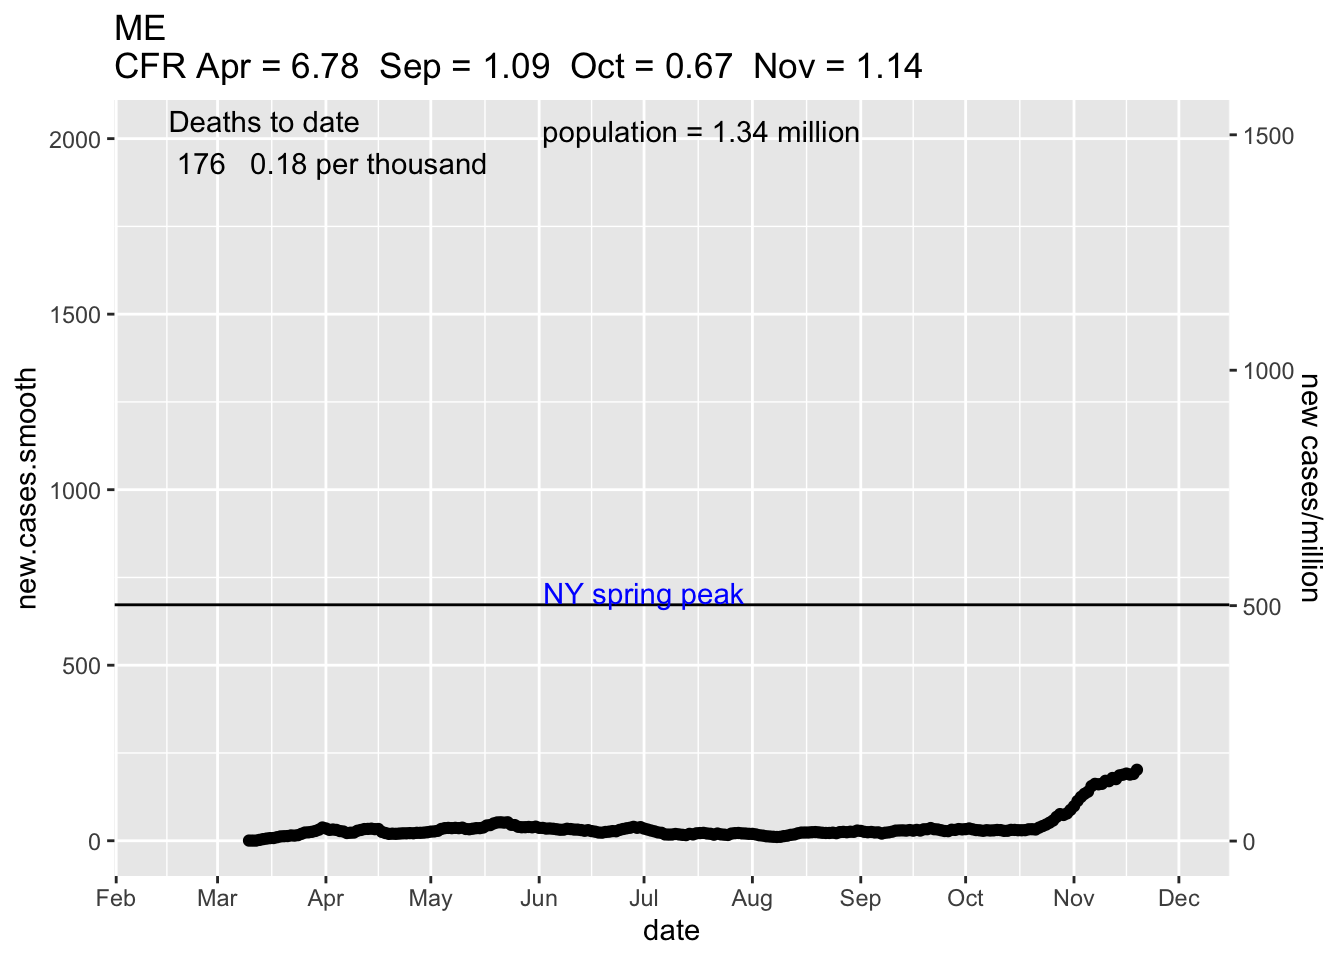 ME
CFR Apr = 6.78  Sep = 1.09  Oct = 0.67  Nov = 1.14
Deaths to date
176   0.18 per thousand
population = 1.34 million
2000
1500
1000
500
0
new.cases.smooth
NY spring peak
1500
1000
500
0
new cases/million
Feb Mar Apr May Jun Jul Aug Sep Oct Nov Dec
date